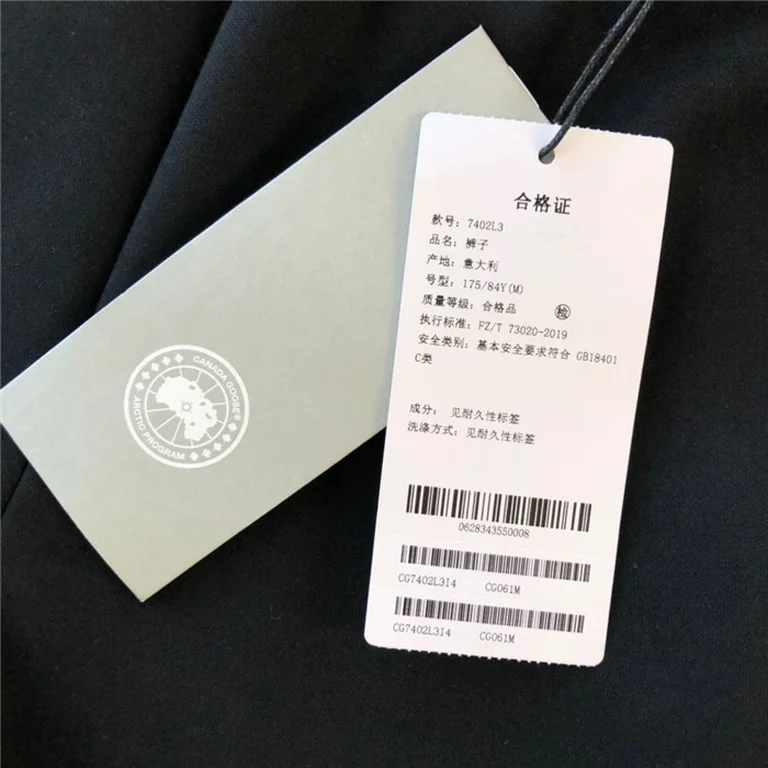 CANADA GOOSE®
ARCTIC PROGRAM
合格证
款号：7402L3
品名：裤子
产地：意大利
号型：175/84Y(M)
质量等级：合格品 检
执行标准：FZ/T 73020-2019
安全类别：基本安全要求符合 GB18401
C类
成分： 见耐久性标签
洗涤方式：见耐久性标签
0628343550008
CG7402L3I4 CG061M
CG7402L3I4 CG061M